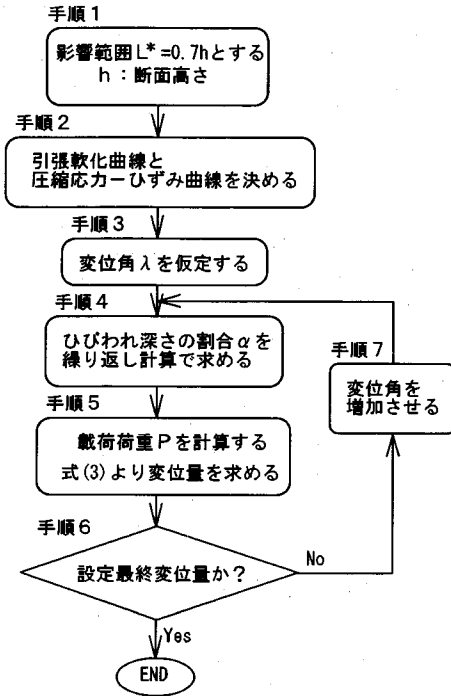 手順1
影響範囲L*=0.7hとする
h:断面高さ
手順2
引張軟化曲線と
圧縮応力ーひずみ曲線を決める
手順3
変位角λを仮定する
手順4
ひびわれ深さの割合αを
繰り返し計算で求める
手順7
変位角を
増加させる
手順5
載荷荷重Pを計算する
式(3)より変位量を求める
手順6
設定最終変位量か?
No
Yes
END